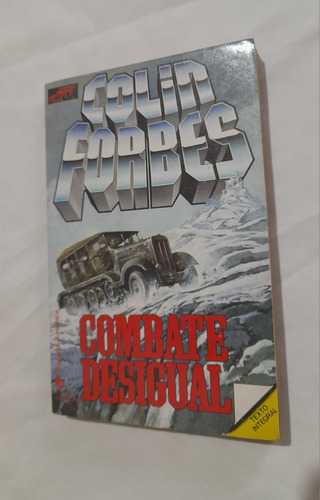 COLIN
FORBES
COMBATE
DESIGUAL
TEXTO
INTEGRAL